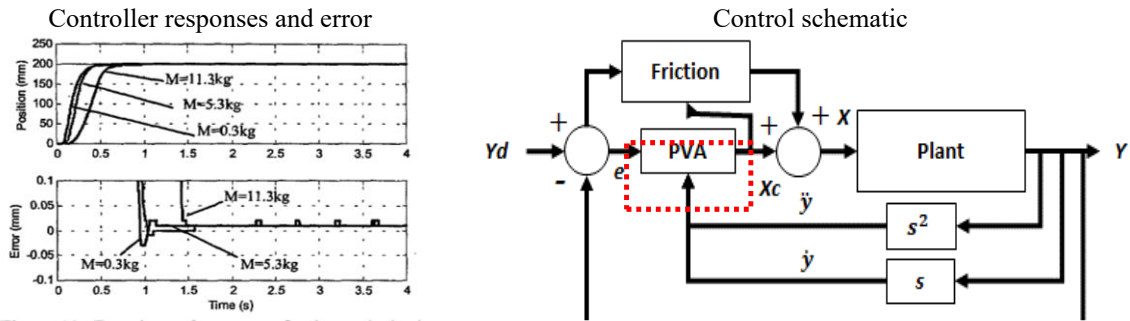 Controller responses and error
250
200
150
100
50
0
Position (mm)
M=11.3kg
M=5.3kg
M=0.3kg
0 0.5 1 1.5 2 2.5 3 3.5 4
0.1
0.05
0
-0.05
-0.1
Error (mm)
M=11.3kg
M=0.3kg
M=5.3kg
0 0.5 1 1.5 2 2.5 3 3.5 4
Time (s)
Control schematic
Friction
+
+
+ X
Yd
PVA
Plant
Y
-
e
Xc
ÿ
s²
ẏ
s